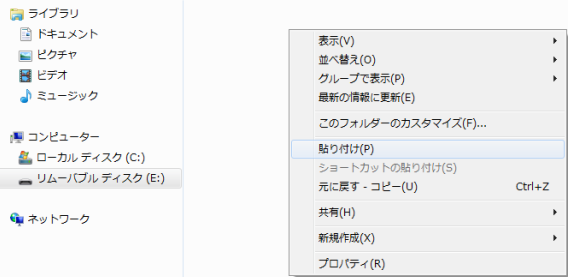 ライブラリ
ドキュメント
ピクチャ
ビデオ
ミュージック
コンピューター
ローカル ディスク (C:)
リムーバブル ディスク (E:)
ネットワーク
表示(V)
並べ替え(O)
グループで表示(P)
最新の情報に更新(E)
このフォルダーのカスタマイズ(F)...
貼り付け(P)
ショートカットの貼り付け(S)
元に戻す - コピー(U) Ctrl+Z
共有(H)
新規作成(X)
プロパティ(R)